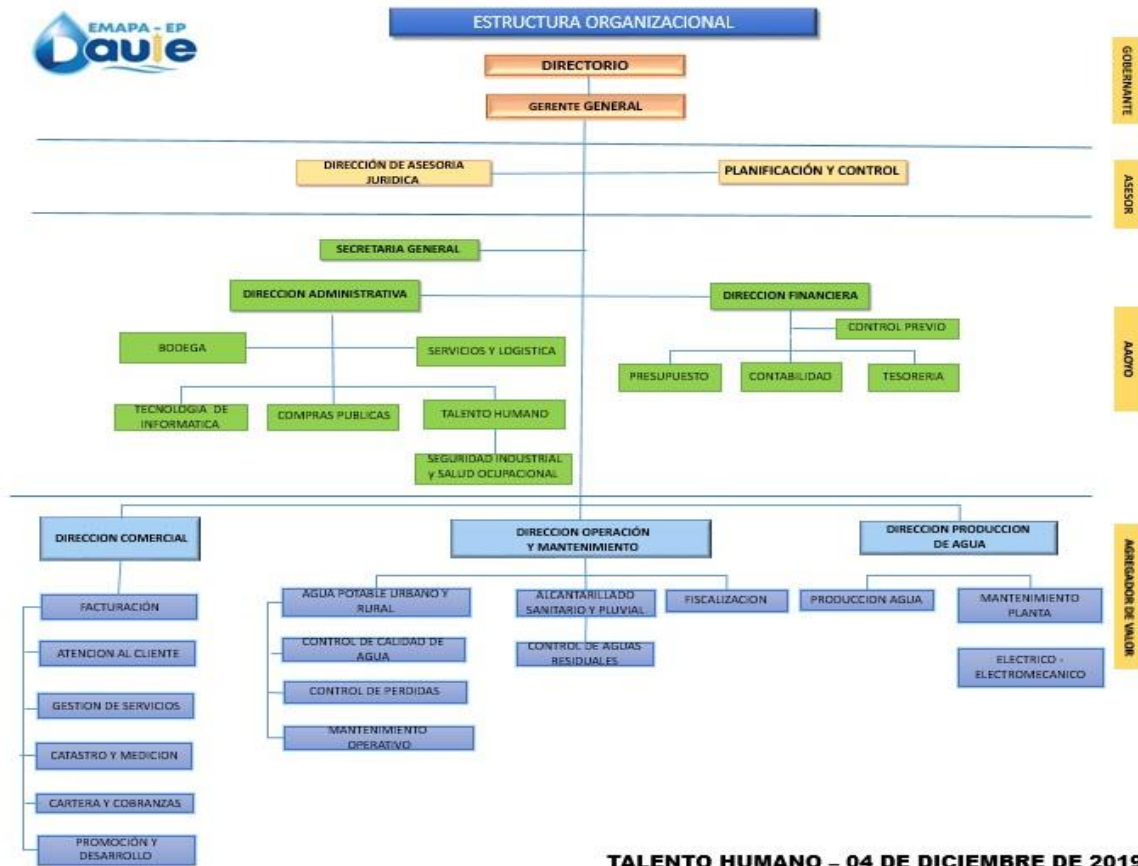 EMAPA - EP
Daule
ESTRUCTURA ORGANIZACIONAL
DIRECTORIO
GERENTE GENERAL
GOBERNANTE
DIRECCIÓN DE ASESORIA
JURIDICA
PLANIFICACIÓN Y CONTROL
ASESOR
SECRETARIA GENERAL
DIRECCION ADMINISTRATIVA
DIRECCION FINANCIERA
CONTROL PREVIO
BODEGA
SERVICIOS Y LOGISTICA
PRESUPUESTO
CONTABILIDAD
TESORERIA
AAOYO
TECNOLOGIA DE
INFORMATICA
COMPRAS PUBLICAS
TALENTO HUMANO
SEGURIDAD INDUSTRIAL
y SALUD OCUPACIONAL
DIRECCION COMERCIAL
DIRECCION OPERACIÓN
Y MANTENIMIENTO
DIRECCION PRODUCCION
DE AGUA
AGREGADOR DE VALOR
FACTURACIÓN
ATENCION AL CLIENTE
GESTION DE SERVICIOS
CATASTRO Y MEDICION
CARTERA Y COBRANZAS
PROMOCIÓN Y
DESARROLLO
AGUA POTABLE URBANO Y
RURAL
CONTROL DE CALIDAD DE
AGUA
CONTROL DE PERDIDAS
MANTENIMIENTO
OPERATIVO
ALCANTARILLADO
SANITARIO Y PLUVIAL
CONTROL DE AGUAS
RESIDUALES
FISCALIZACION
PRODUCCION AGUA
MANTENIMIENTO
PLANTA
ELECTRICO -
ELECTROMECANICO
TALENTO HUMANO – 04 DE DICIEMBRE DE